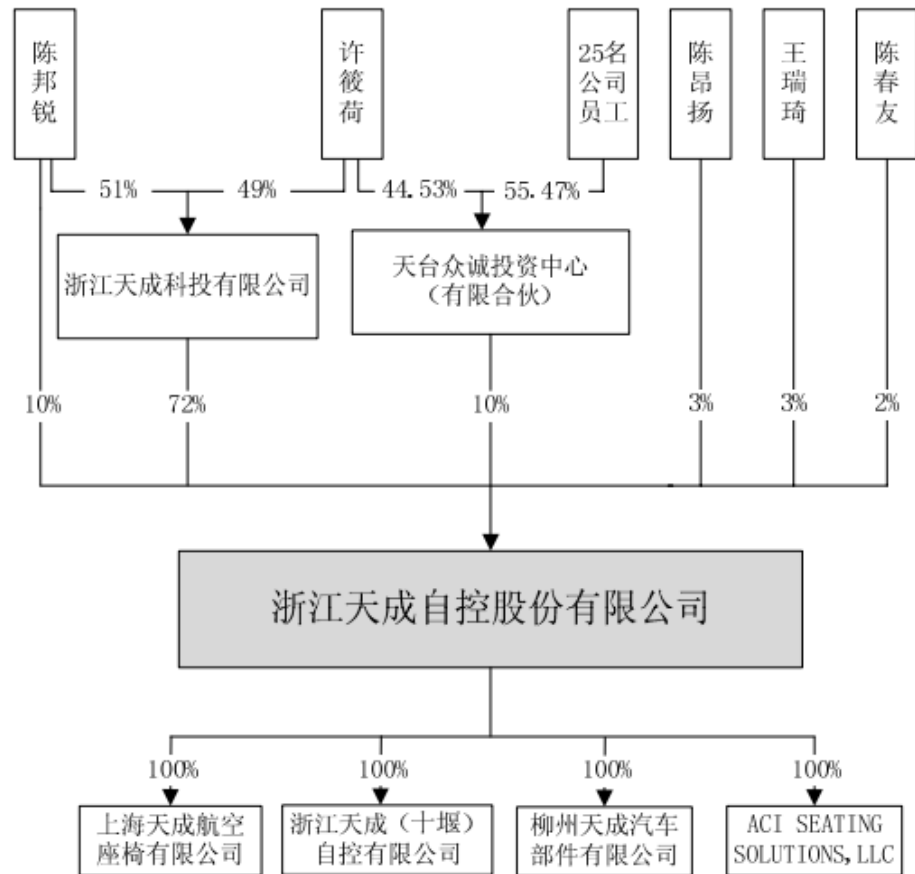 陈邦锐
许筱荷
25名公司员工
陈昂扬
王瑞琦
陈春友
51%
49%
44.53%
55.47%
浙江天成科投有限公司
天台众诚投资中心
（有限合伙）
10%
72%
10%
3%
3%
2%
浙江天成自控股份有限公司
100%
100%
100%
100%
上海天成航空
座椅有限公司
浙江天成（十堰）
自控有限公司
柳州天成汽车
部件有限公司
ACI SEATING
SOLUTIONS,LLC